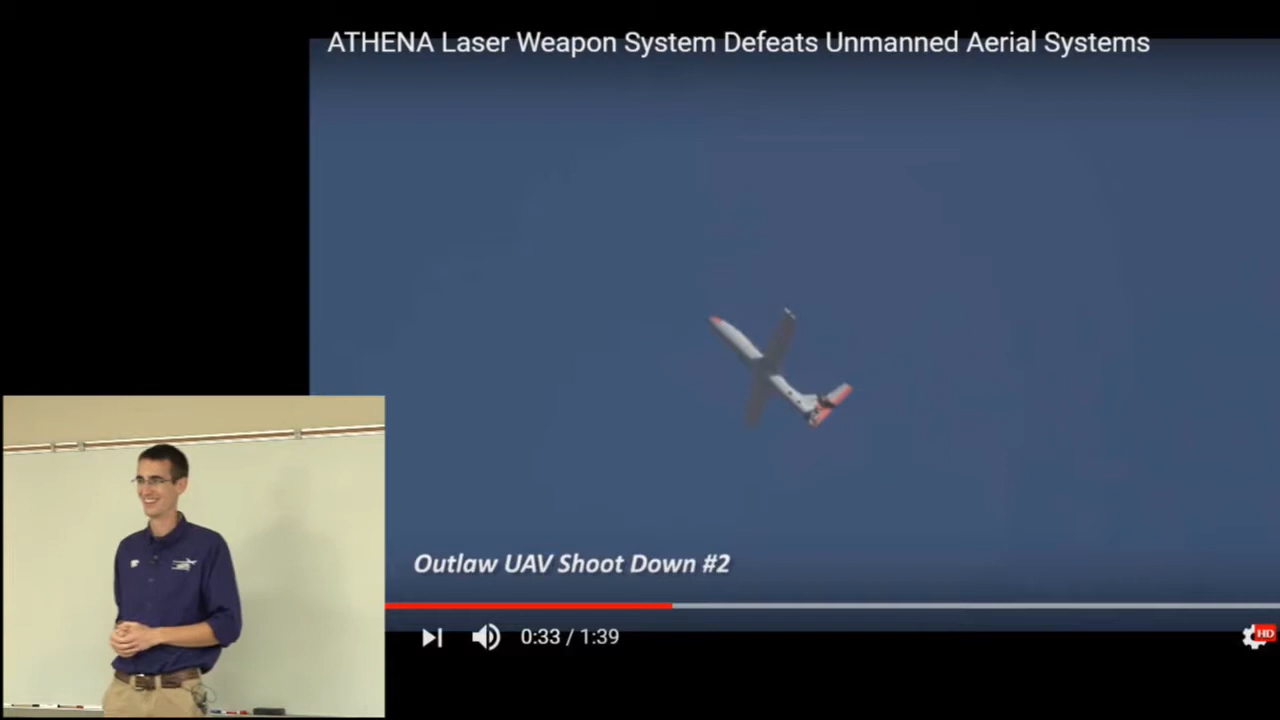 ATHENA Laser Weapon System Defeats Unmanned Aerial Systems
Outlaw UAV Shoot Down #2
0:33 / 1:39
HD